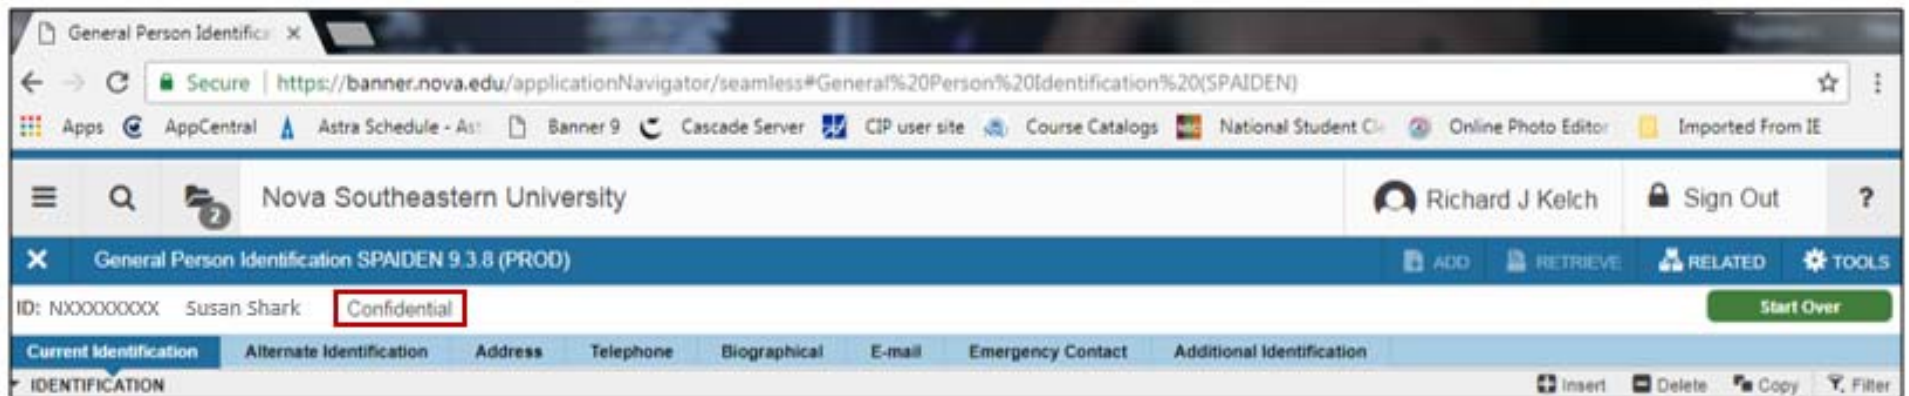 General Person Identifica
Secure | https://banner.nova.edu/applicationNavigator/seamless#General%20Person%20Identification%20(SPAIDEN)
Apps AppCentral Astra Schedule - Ast Banner 9 Cascade Server CIP user site Course Catalogs National Student Cle Online Photo Editor Imported From IE
2 Nova Southeastern University Richard J Kelch Sign Out ?
X General Person Identification SPAIDEN 9.3.8 (PROD) ADD RETRIEVE RELATED TOOLS
ID: NXXXXXXXX Susan Shark Confidential Start Over
Current Identification Alternate Identification Address Telephone Biographical E-mail Emergency Contact Additional Identification
IDENTIFICATION Insert Delete Copy Filter